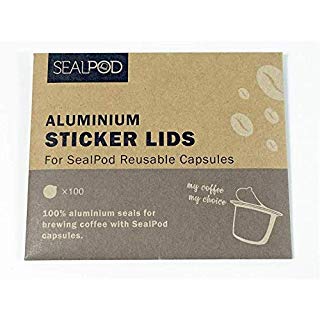 SEALPOD
ALUMINIUM
STICKER LIDS
For SealPod Reusable Capsules
×100
my coffee
my choice
100% aluminium seals for
brewing coffee with SealPod
capsules.